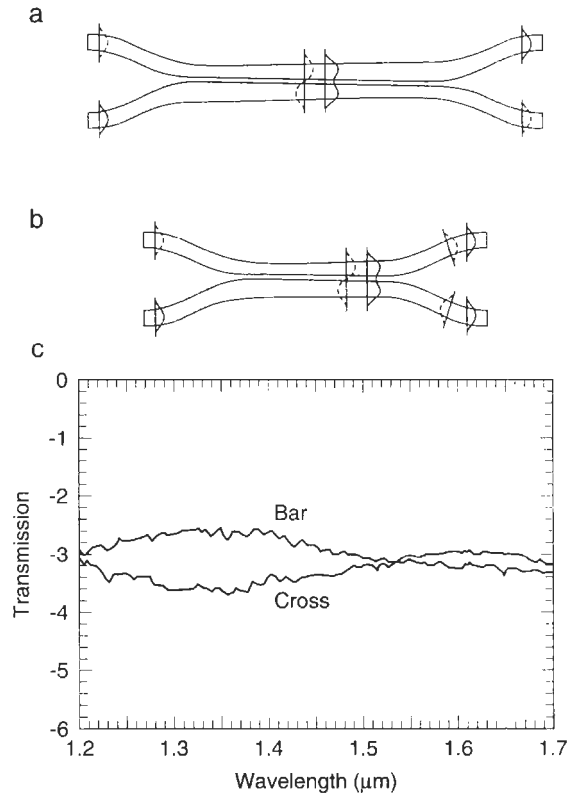 a
b
c
0
-1
-2
-3
-4
-5
-6
Transmission
Bar
Cross
1.2 1.3 1.4 1.5 1.6 1.7
Wavelength (μm)